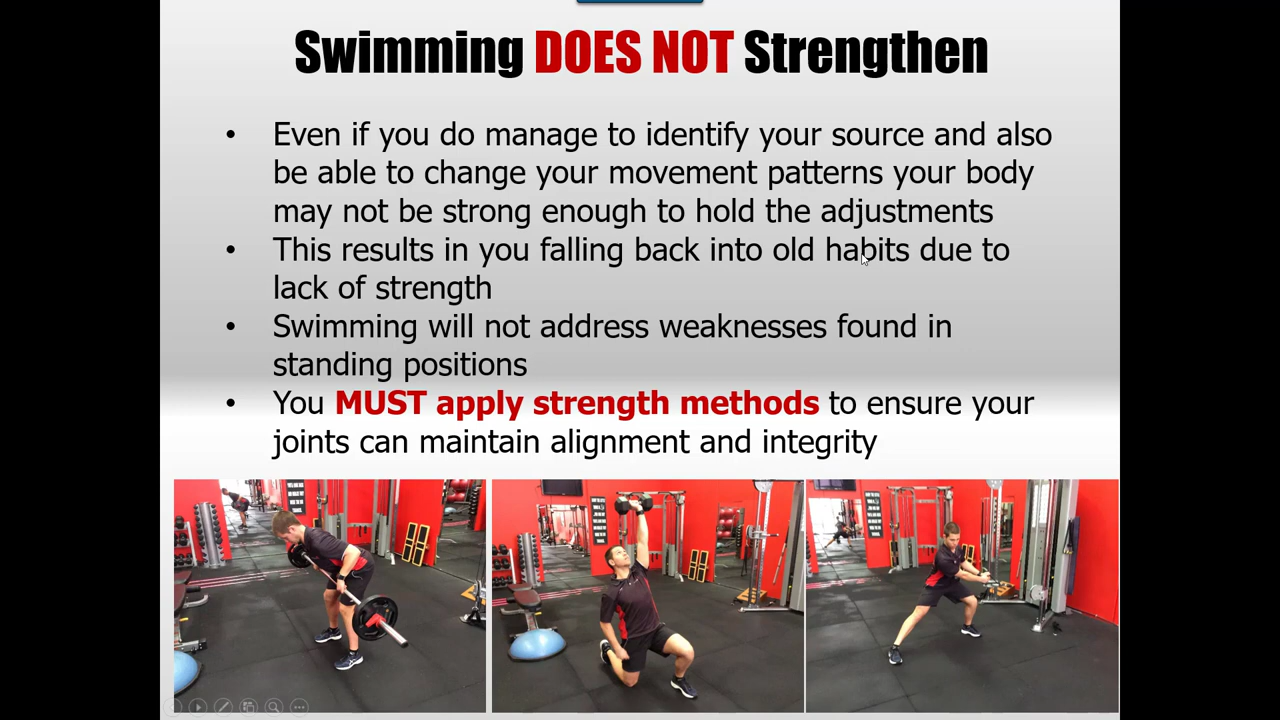 Swimming DOES NOT Strengthen
• Even if you do manage to identify your source and also
be able to change your movement patterns your body
may not be strong enough to hold the adjustments
• This results in you falling back into old habits due to
lack of strength
• Swimming will not address weaknesses found in
standing positions
• You MUST apply strength methods to ensure your
joints can maintain alignment and integrity